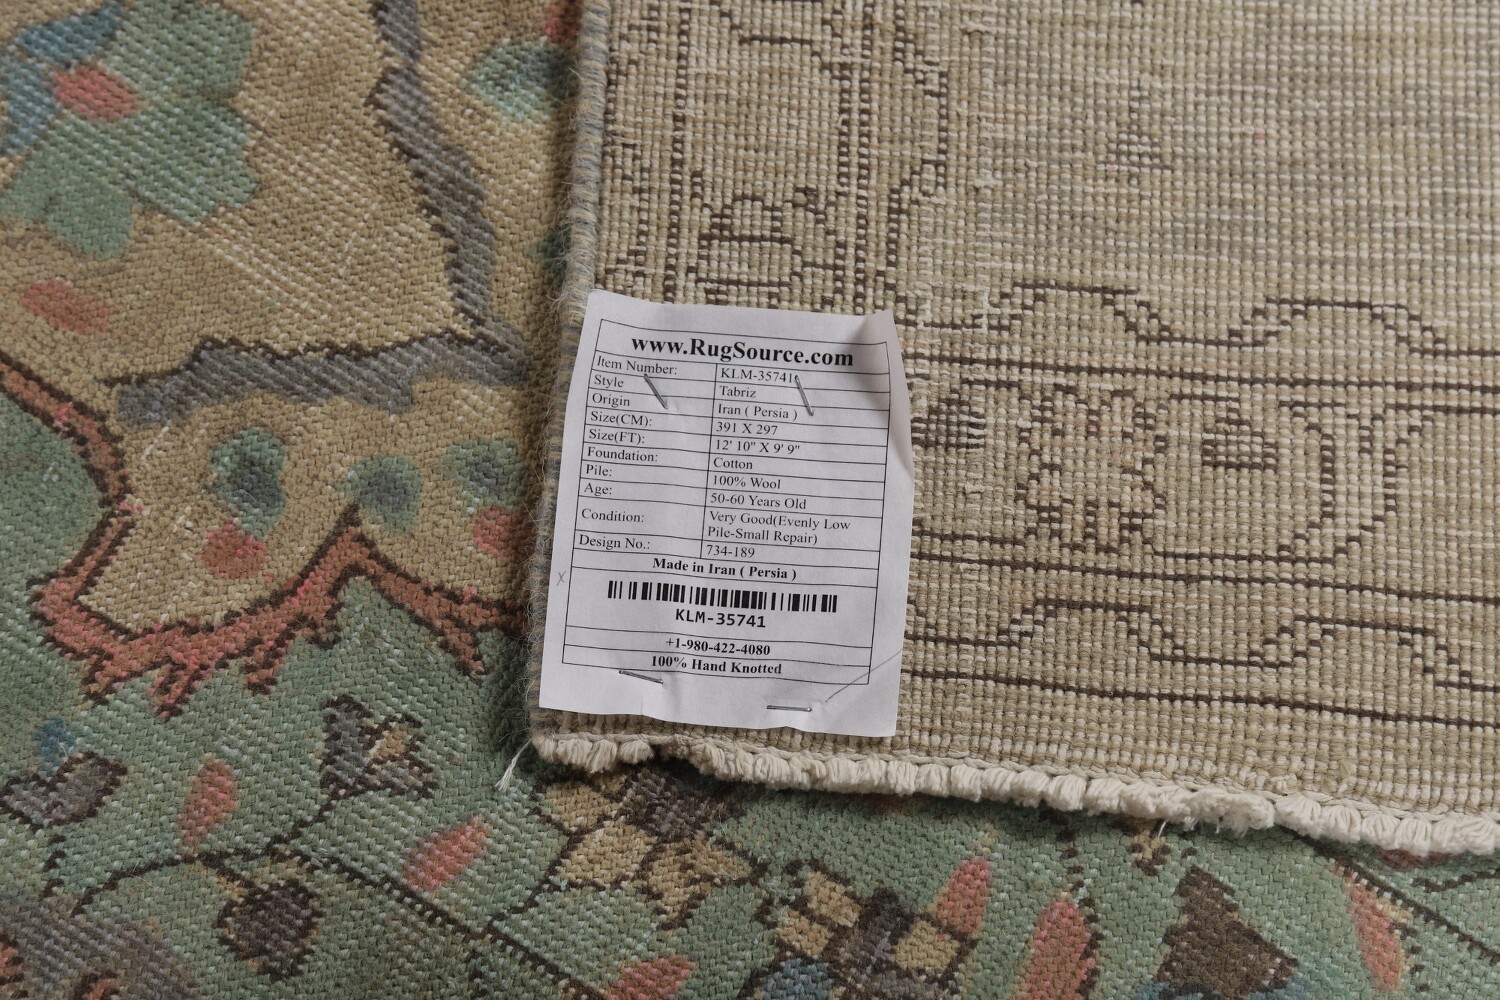 www.RugSource.com
Item Number: KLM-35741
Style Tabriz
Origin Iran ( Persia )
Size(CM): 391 X 297
Size(FT): 12' 10" X 9' 9"
Foundation: Cotton
Pile: 100% Wool
Age: 50-60 Years Old
Condition: Very Good(Evenly Low
Pile-Small Repair)
Design No.: 734-189
Made in Iran ( Persia )
KLM-35741
+1-980-422-4080
100% Hand Knotted